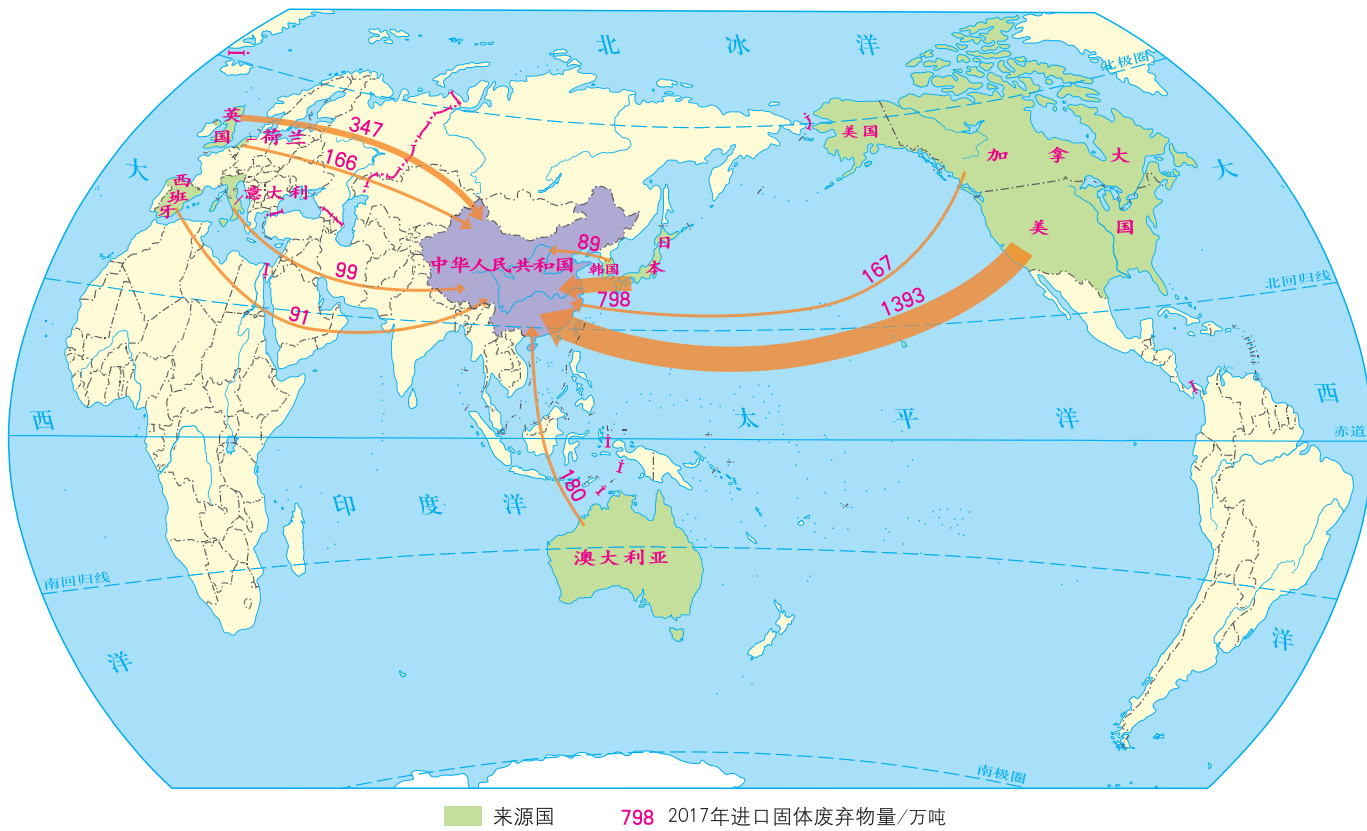 北冰洋
北极圈
英国
347
荷兰
166
美国
加拿大
大
大
西班牙
意大利
美国
日本
89
韩国
中华人民共和国
99
798
167
1393
北回归线
91
西
太平洋
西
赤道
180
印度洋
澳大利亚
南回归线
洋
洋
南极圈
来源国
798 2017年进口固体废弃物量/万吨